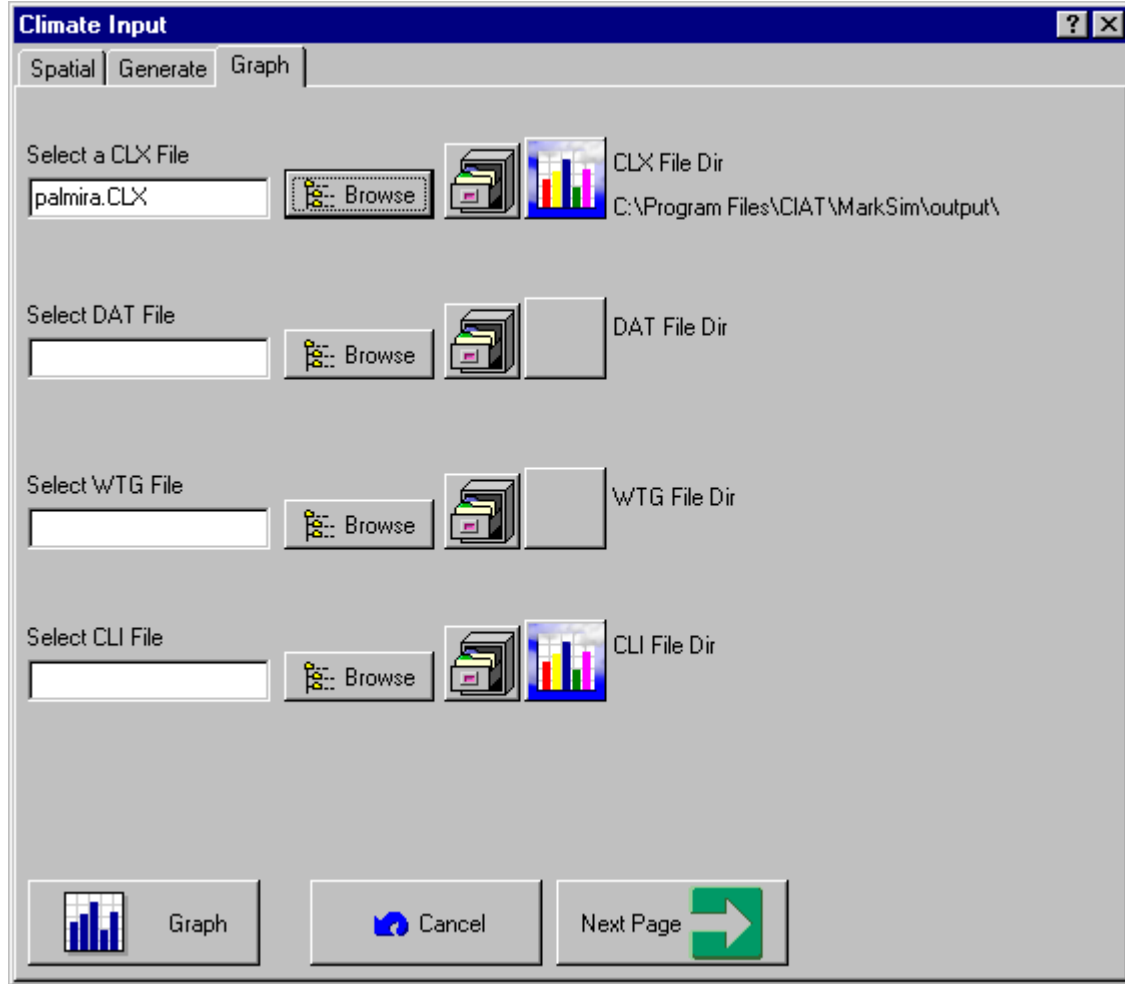 Climate Input
Spatial Generate Graph
Select a CLX File
palmira.CLX
Browse
CLX File Dir
C:\Program Files\CIAT\MarkSim\output\
Select DAT File
Browse
DAT File Dir
Select WTG File
Browse
WTG File Dir
Select CLI File
Browse
CLI File Dir
Graph Cancel Next Page